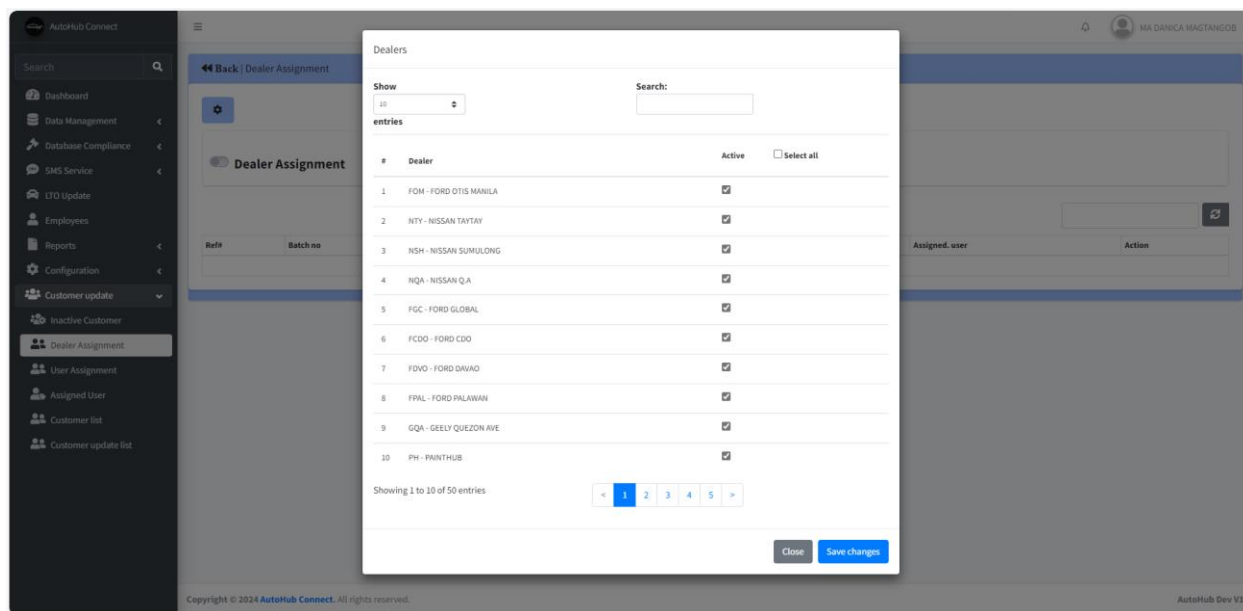 AutoHub Connect
MA DANICA MAGTANGOB
Search
Back | Dealer Assignment
Dashboard
Data Management
Database Compliance
SMS Service
LTO Update
Employees
Reports
Configuration
Customer update
Inactive Customer
Dealer Assignment
User Assignment
Assigned User
Customer list
Customer update list
Dealer Assignment
Ref# Batch no Assigned. user Action
Dealers
Show Search:
10
entries
# Dealer Active Select all
1 FOM - FORD OTIS MANILA
2 NTY - NISSAN TAYTAY
3 NSH - NISSAN SUMULONG
4 NQA - NISSAN Q.A
5 FGC - FORD GLOBAL
6 FCDO - FORD CDO
7 FDVO - FORD DAVAO
8 FPAL - FORD PALAWAN
9 GQA - GEELY QUEZON AVE
10 PH - PAINTHUB
Showing 1 to 10 of 50 entries < 1 2 3 4 5 >
Close Save changes
Copyright © 2024 AutoHub Connect. All rights reserved. AutoHub Dev V1